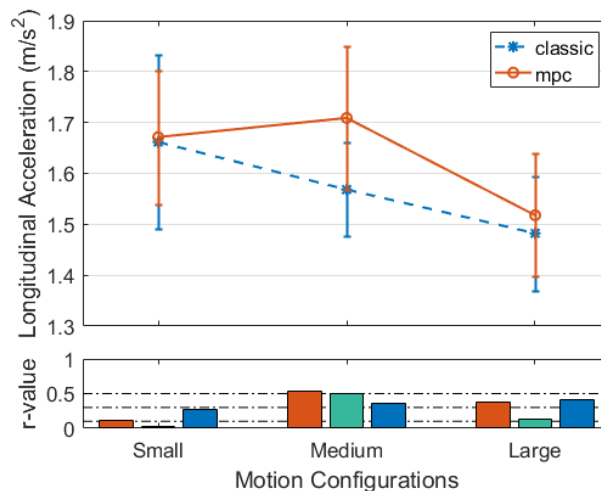 Longitudinal Acceleration (m/s²)
1.9
1.8
1.7
1.6
1.5
1.4
1.3
classic
mpc
r-value
1
0.5
0
Small Medium Large
Motion Configurations